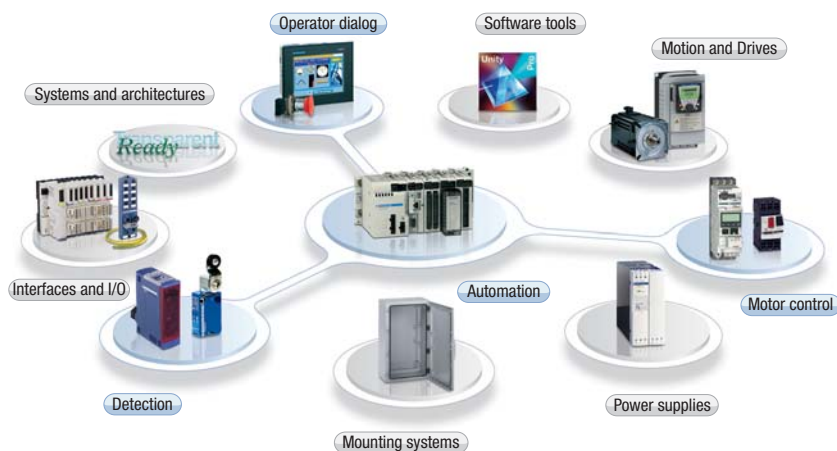 Operator dialog
Software tools
Motion and Drives
Systems and architectures
Unity
Pro
Transparent
Ready
Interfaces and I/O
Automation
Motor control
Detection
Power supplies
Mounting systems